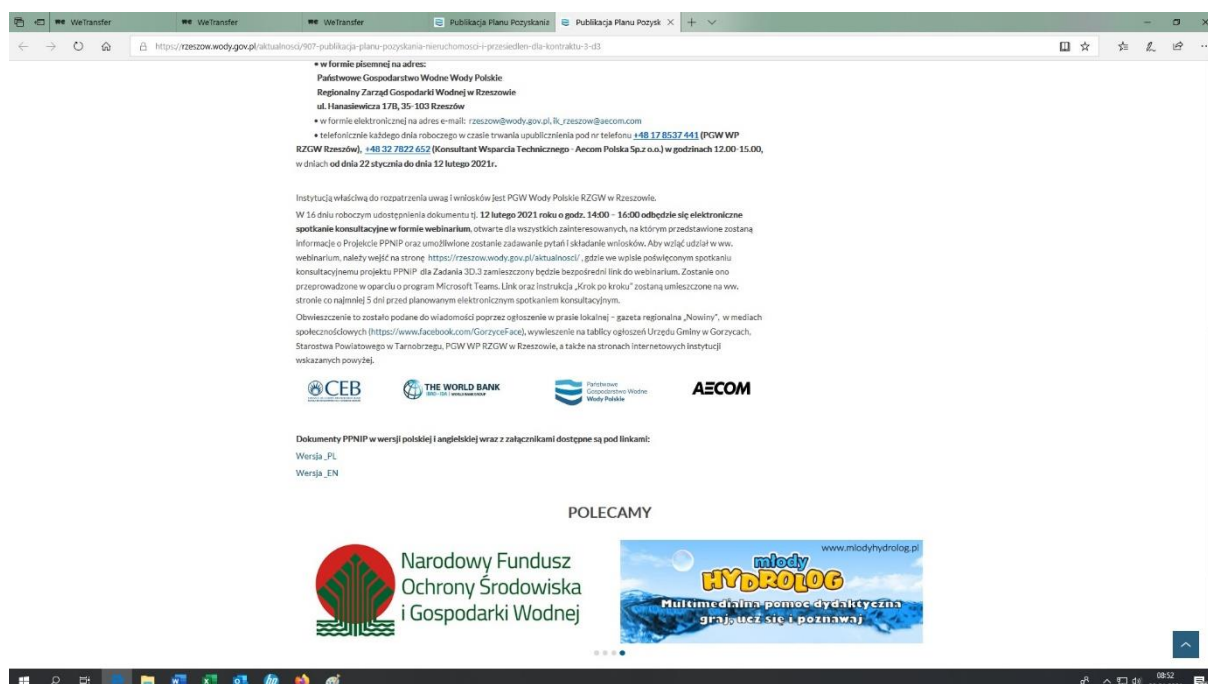 WeTransfer
WeTransfer
WeTransfer
Publikacja Planu Pozyskania
Publikacja Planu Pozysk
https://rzeszow.wody.gov.pl/aktualnosci/907-publikacja-planu-pozyskania-nieruchomosci-i-przesiedlen-dla-kontraktu-3-d3
• w formie pisemnej na adres:
Państwowe Gospodarstwo Wodne Wody Polskie
Regionalny Zarząd Gospodarki Wodnej w Rzeszowie
ul. Hanasiewicza 17B, 35-103 Rzeszów
• w formie elektronicznej na adres e-mail: rzeszow@wody.gov.pl, ik_rzeszow@aecom.com
• telefonicznie każdego dnia roboczego w czasie trwania upublicznienia pod nr telefonu +48 17 8537 441 (PGW WP
RZGW Rzeszów), +48 32 7822 652 (Konsultant Wsparcia Technicznego - Aecom Polska Sp.z o.o.) w godzinach 12.00-15.00,
w dniach od dnia 22 stycznia do dnia 12 lutego 2021r.
Instytucją właściwą do rozpatrzenia uwag i wniosków jest PGW Wody Polskie RZGW w Rzeszowie.
W 16 dniu roboczym udostępnienia dokumentu tj. 12 lutego 2021 roku o godz. 14:00 – 16:00 odbędzie się elektroniczne
spotkanie konsultacyjne w formie webinarium, otwarte dla wszystkich zainteresowanych, na którym przedstawione zostaną
informacje o Projekcie PPNiP oraz umożliwione zostanie zadawanie pytań i składanie wniosków. Aby wziąć udział w ww.
webinarium, należy wejść na stronę https://rzeszow.wody.gov.pl/aktualnosci/ , gdzie we wpisie poświęconym spotkaniu
konsultacyjnemu projektu PPNiP dla Zadania 3D.3 zamieszczony będzie bezpośredni link do webinarium. Zostanie ono
przeprowadzone w oparciu o program Microsoft Teams. Link oraz instrukcja „Krok po kroku” zostaną umieszczone na ww.
stronie co najmniej 5 dni przed planowanym elektronicznym spotkaniem konsultacyjnym.
Obwieszczenie to zostało podane do wiadomości poprzez ogłoszenie w prasie lokalnej – gazeta regionalna „Nowiny”, w mediach
społecznościowych (https://www.facebook.com/GorzyceFace), wywieszenie na tablicy ogłoszeń Urzędu Gminy w Gorzycach,
Starostwa Powiatowego w Tarnobrzegu, PGW WP RZGW w Rzeszowie, a także na stronach internetowych instytucji
wskazanych powyżej.
CEB
THE WORLD BANK
IBRD • IDA | WORLD BANK GROUP
Państwowe
Gospodarstwo Wodne
Wody Polskie
AECOM
Dokumenty PPNIP w wersji polskiej i angielskiej wraz z załącznikami dostępne są pod linkami:
Wersja _PL
Wersja _EN
POLECAMY
Narodowy Fundusz
Ochrony Środowiska
i Gospodarki Wodnej
www.mlodyhydrolog.pl
młody
HYDROLOG
Multimedialna pomoc dydaktyczna
graj, ucz się i poznawaj
08:52